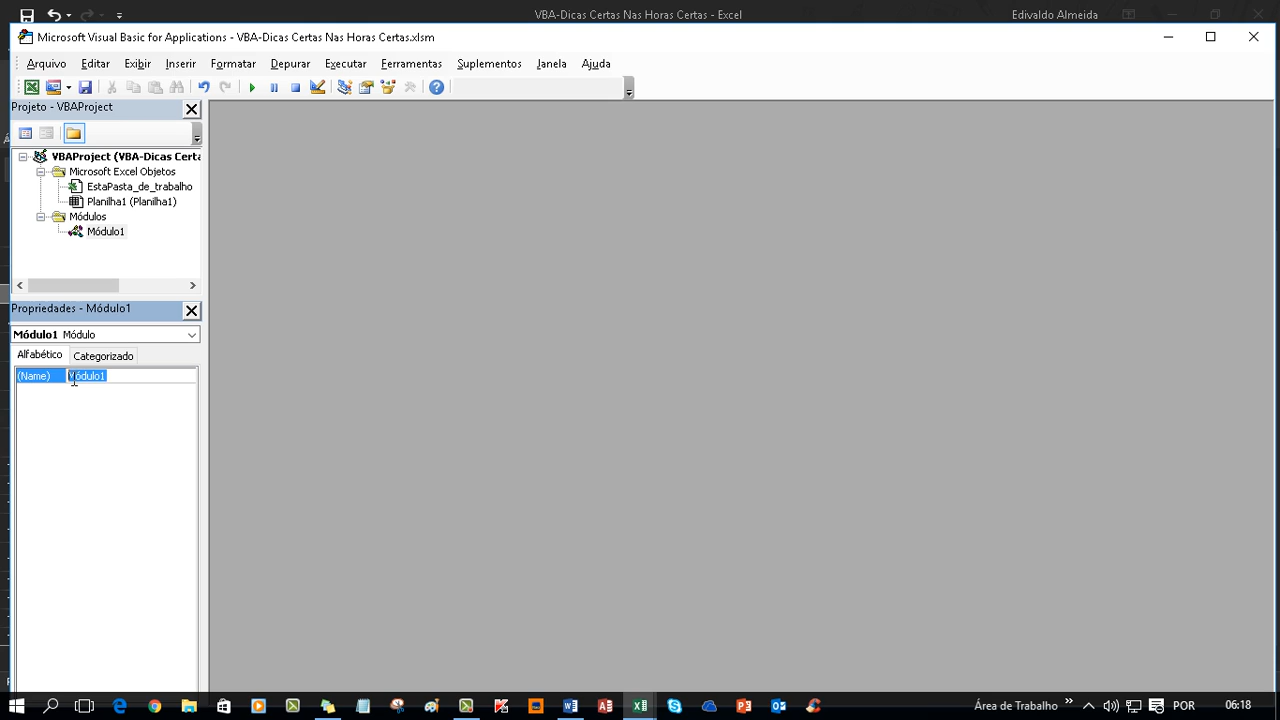 VBA-Dicas Certas Nas Horas Certas - Excel
Edivaldo Almeida
Microsoft Visual Basic for Applications - VBA-Dicas Certas Nas Horas Certas.xlsm
Arquivo Editar Exibir Inserir Formatar Depurar Executar Ferramentas Suplementos Janela Ajuda
Projeto - VBAProject
VBAProject (VBA-Dicas Certa
Microsoft Excel Objetos
EstaPasta_de_trabalho
Planilha1 (Planilha1)
Módulos
Módulo1
Propriedades - Módulo1
Módulo1 Módulo
Alfabético Categorizado
(Name) Módulo1
Área de Trabalho POR 06:18